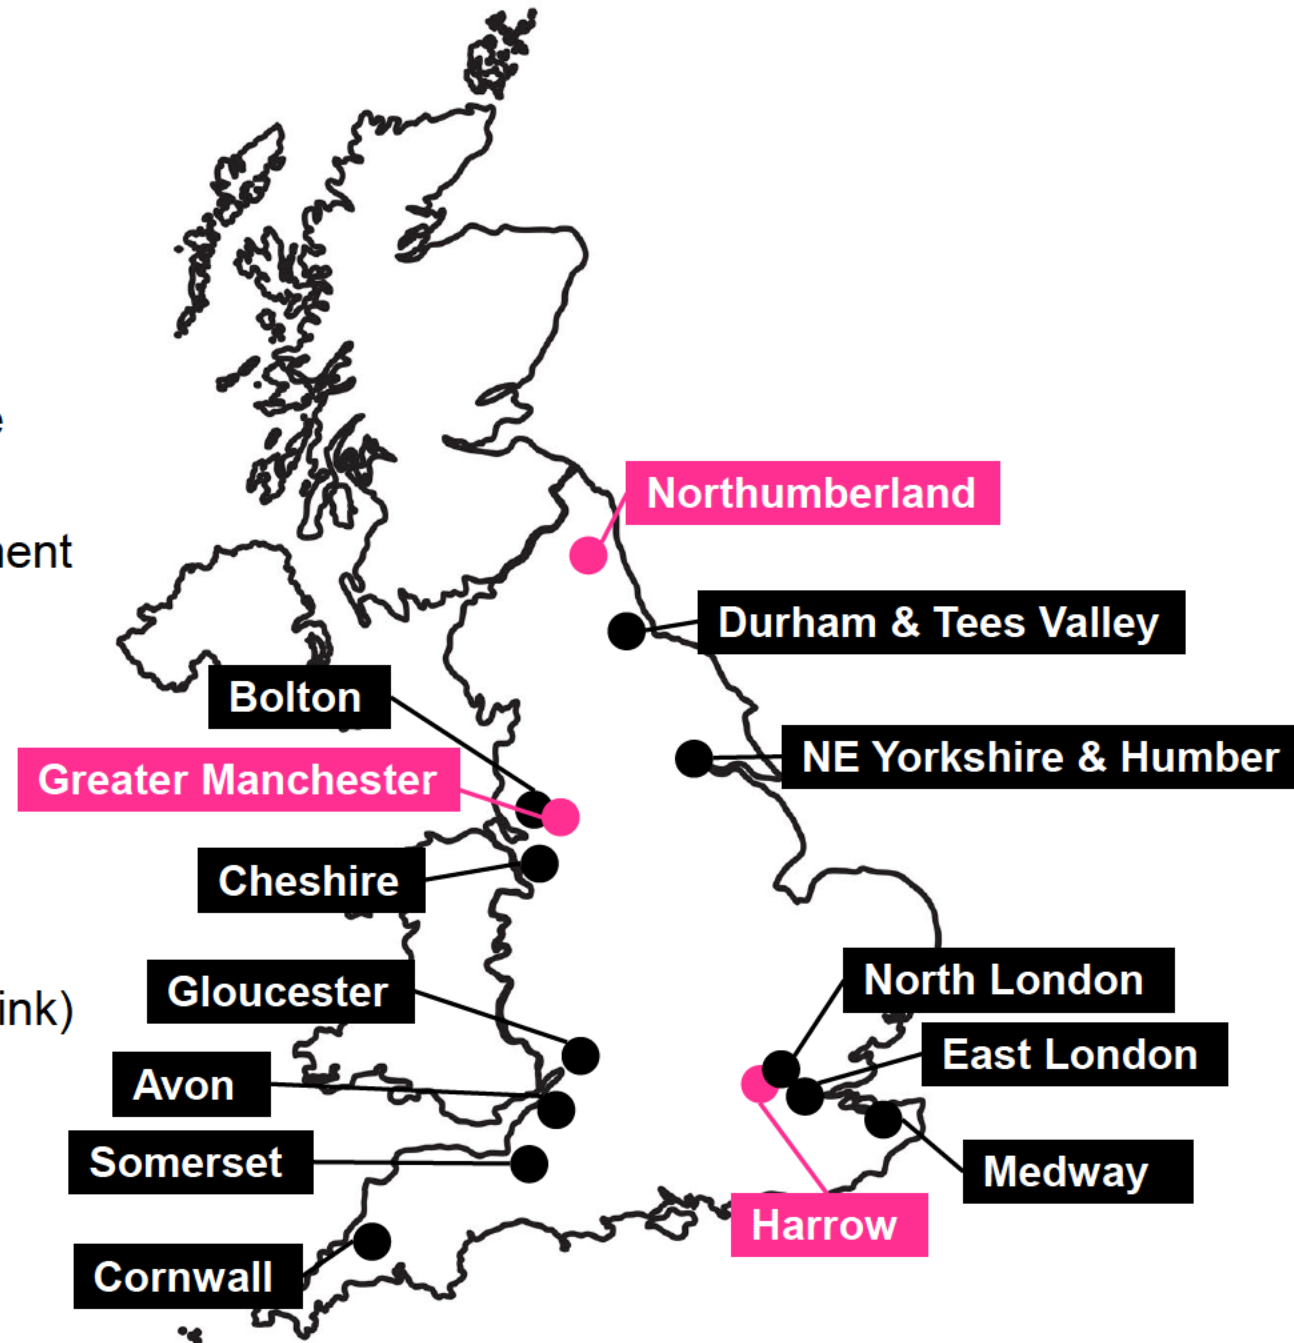 e
Northumberland
nent
Durham & Tees Valley
Bolton
NE Yorkshire & Humber
Greater Manchester
Cheshire
North London
Gloucester
ink)
East London
Avon
Somerset
Medway
Harrow
Cornwall